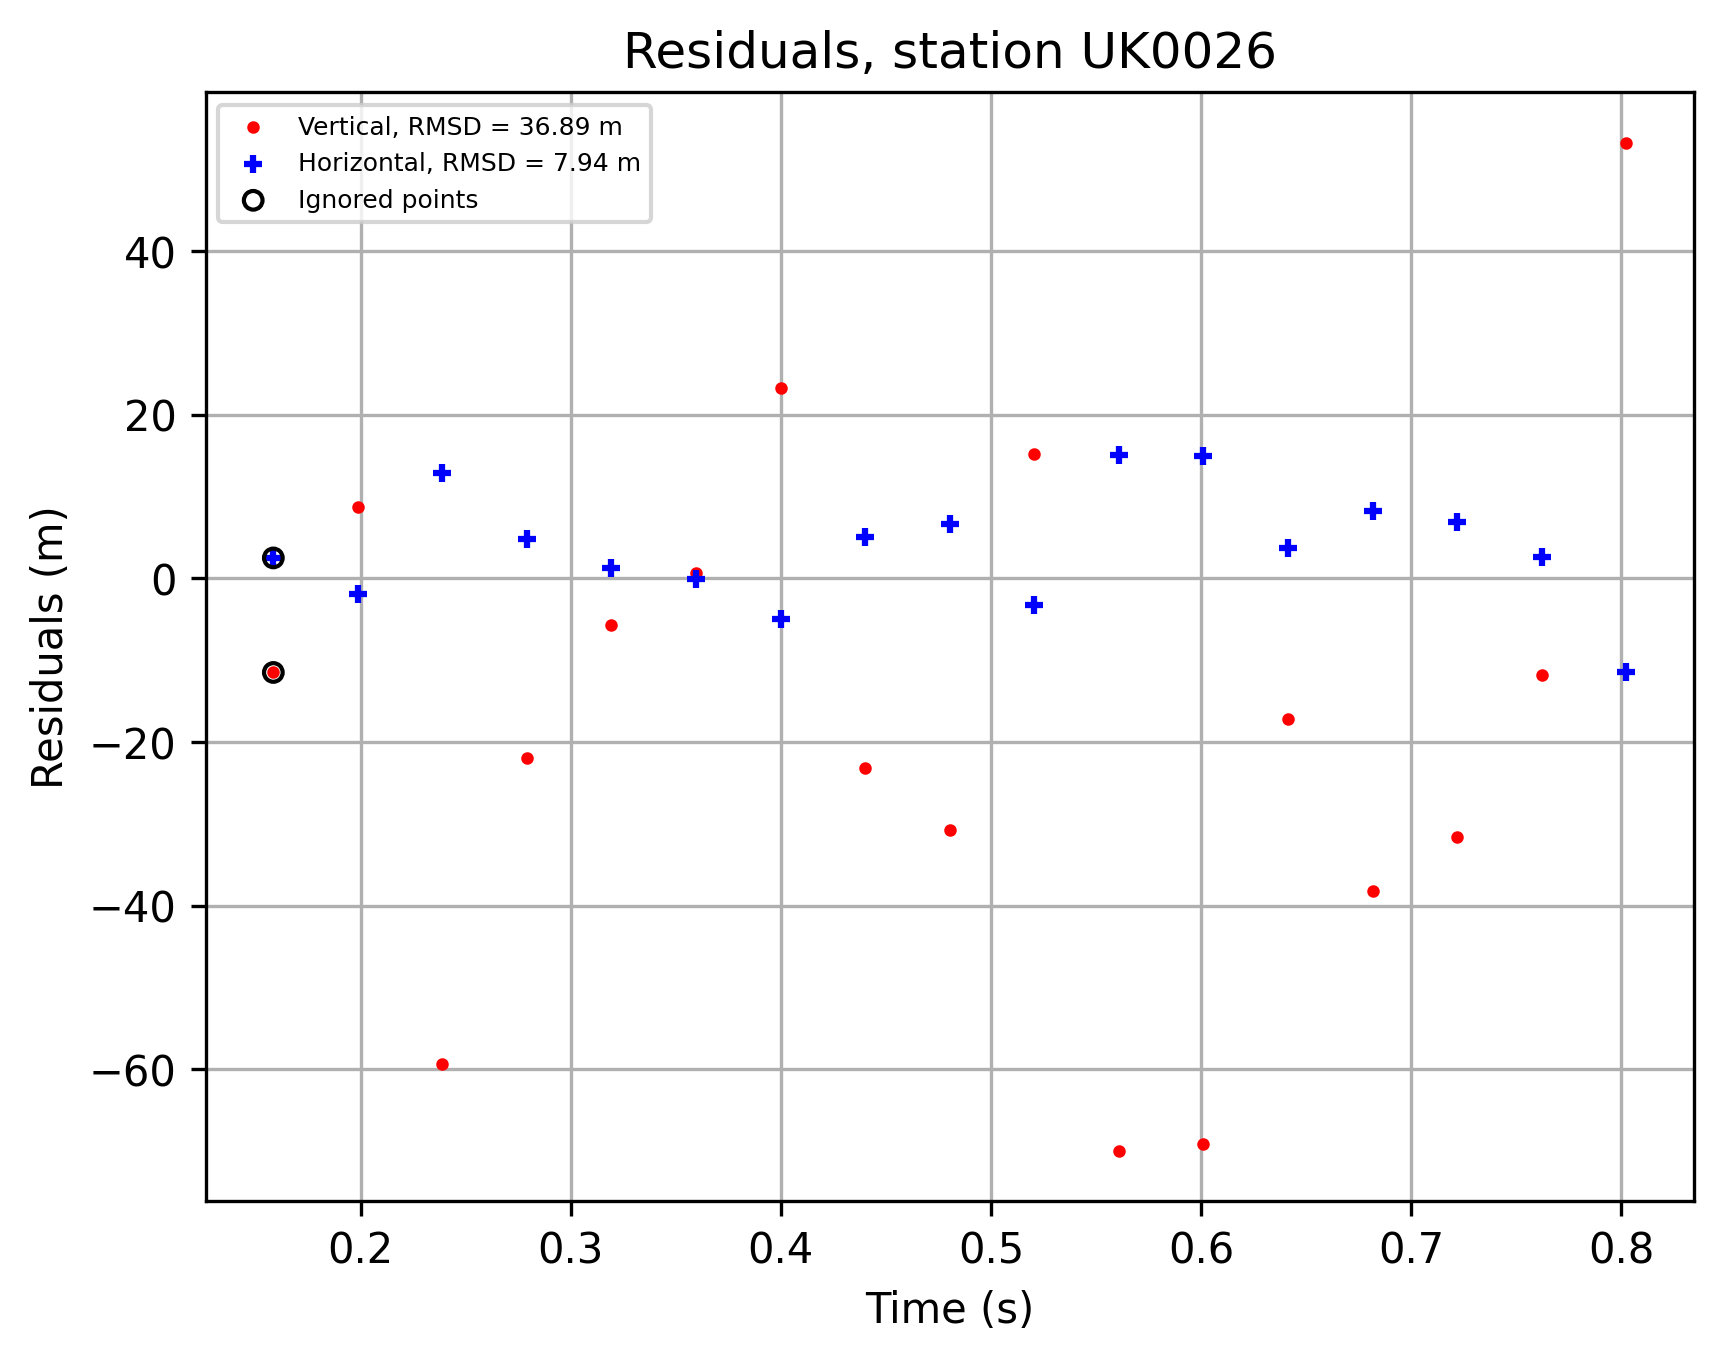 Residuals, station UK0026
Vertical, RMSD = 36.89 m
Horizontal, RMSD = 7.94 m
Ignored points
40
20
0
−20
−40
−60
Residuals (m)
0.2 0.3 0.4 0.5 0.6 0.7 0.8
Time (s)